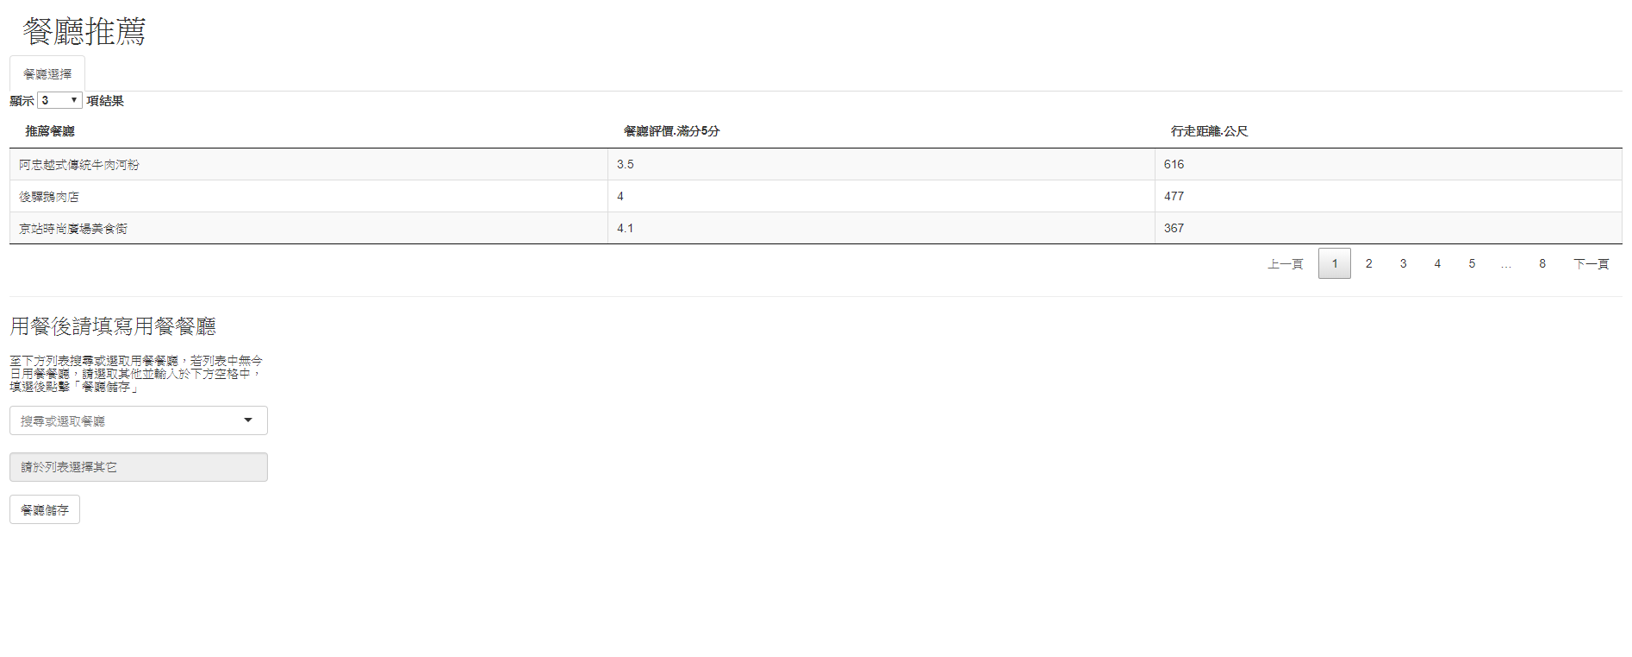 餐廳推薦
餐廳選擇
顯示 3 項結果
推薦餐廳 餐廳評價.滿分5分 行走距離.公尺
阿忠越式傳統牛肉河粉 3.5 616
後驛鵝肉店 4 477
京站時尚廣場美食街 4.1 367
上一頁 1 2 3 4 5 … 8 下一頁
用餐後請填寫用餐餐廳
至下方列表搜尋或選取用餐餐廳，若列表中無今
日用餐餐廳，請選取其他並輸入於下方空格中，
填選後點擊「餐廳儲存」
搜尋或選取餐廳
請於列表選擇其它
餐廳儲存